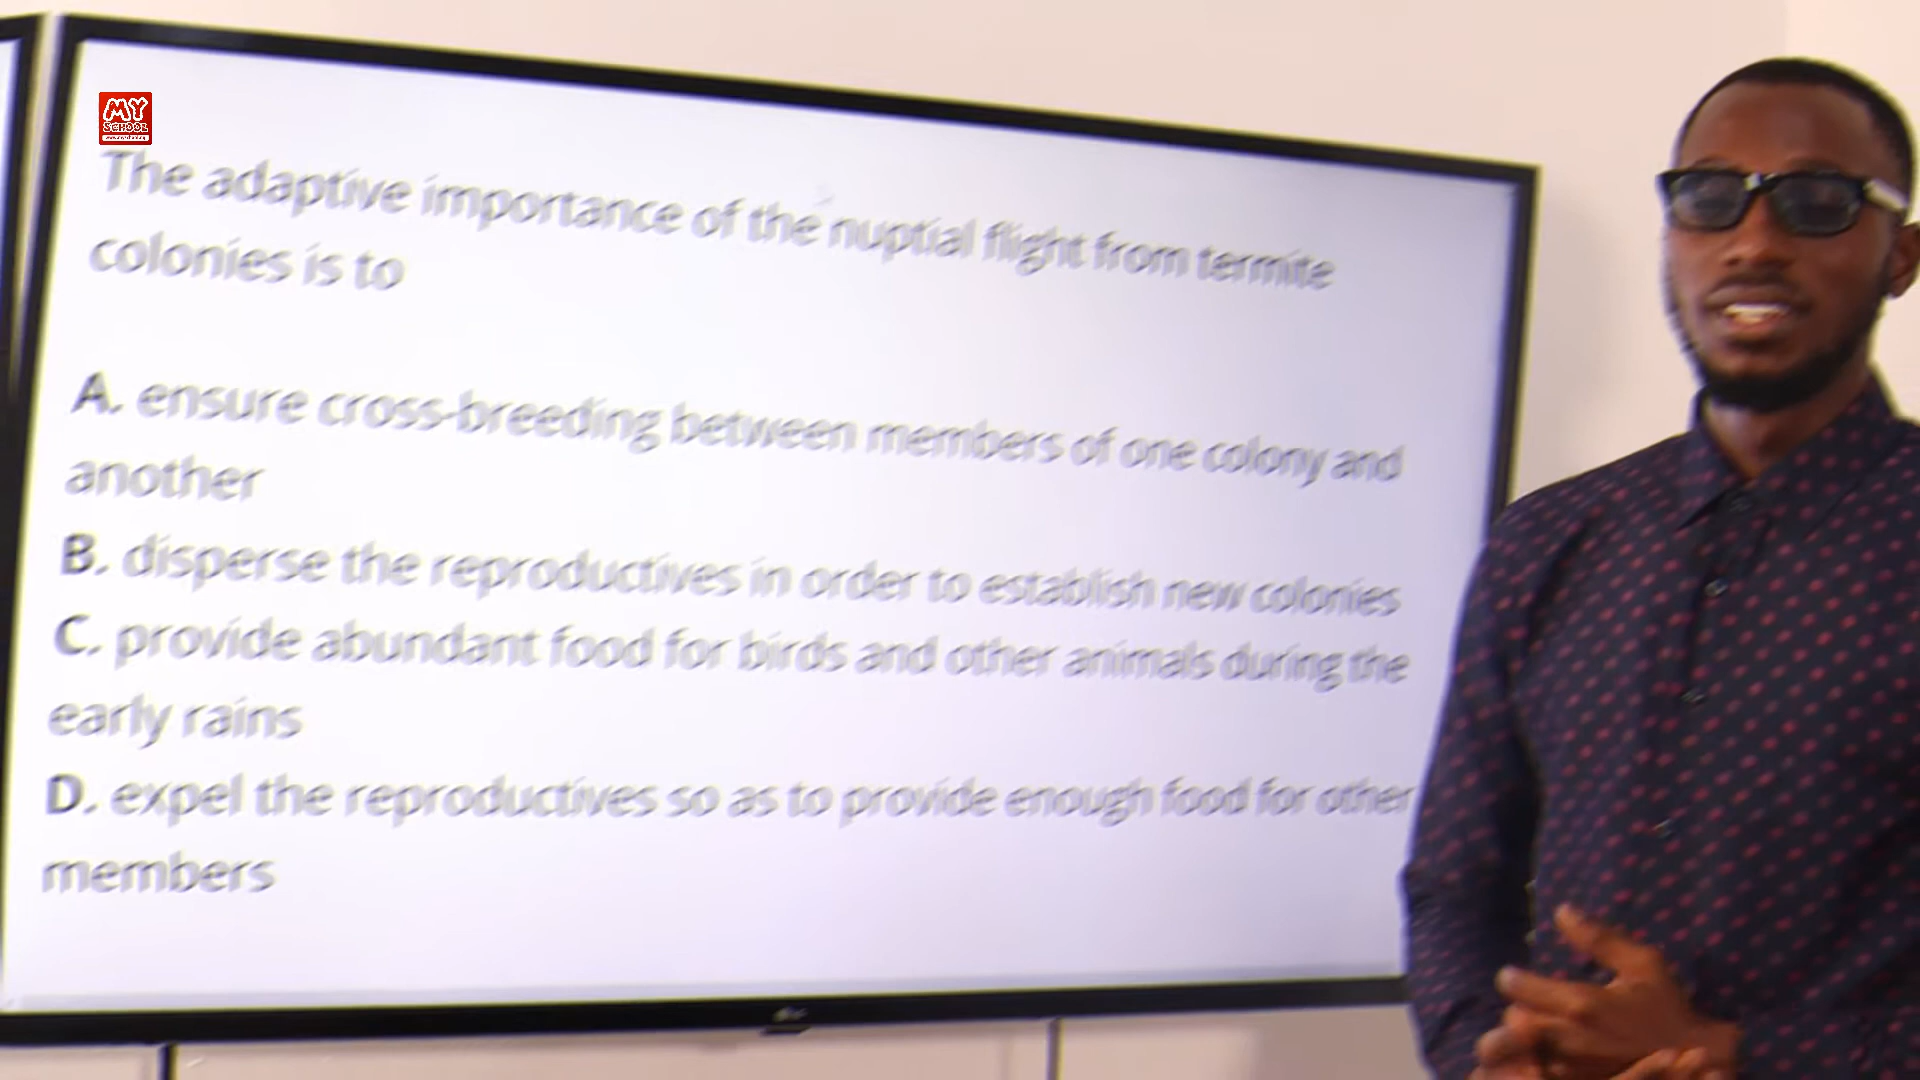 MY
SCHOOL
The adaptive importance of the nuptial flight from termite
colonies is to
A. ensure cross-breeding between members of one colony and
another
B. disperse the reproductives in order to establish new colonies
C. provide abundant food for birds and other animals during the
early rains
D. expel the reproductives so as to provide enough food for other
members